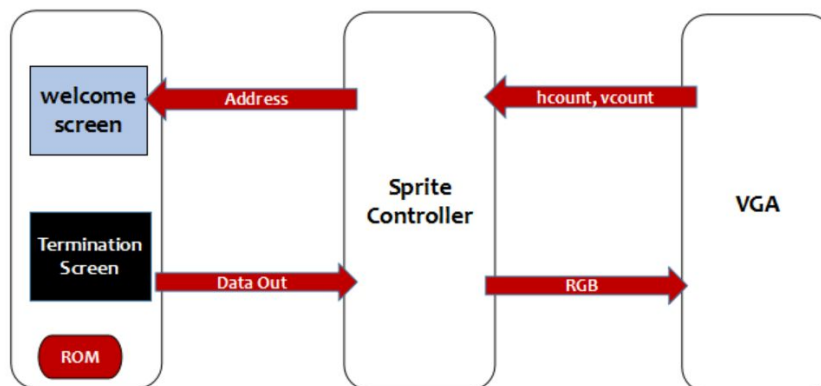 welcome
screen
Address
hcount, vcount
Sprite
Controller
VGA
Termination
Screen
Data Out
RGB
ROM